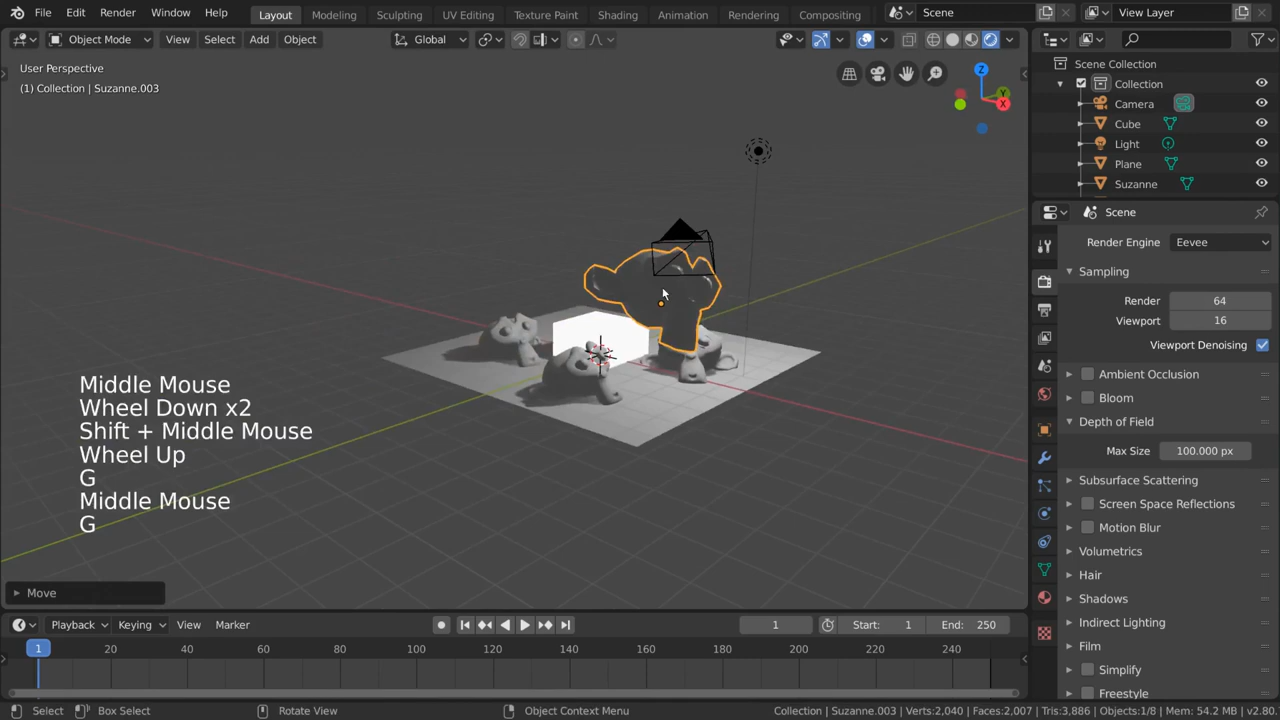 File Edit Render Window Help Layout Modeling Sculpting UV Editing Texture Paint Shading Animation Rendering Compositing Scene View Layer
Object Mode View Select Add Object Global
User Perspective
(1) Collection | Suzanne.003
Z
Y
X
Middle Mouse
Wheel Down x2
Shift + Middle Mouse
Wheel Up
G
Middle Mouse
G
Move
Scene Collection
Collection
Camera
Cube
Light
Plane
Suzanne
Scene
Render Engine Eevee
Sampling
Render 64
Viewport 16
Viewport Denoising
Ambient Occlusion
Bloom
Depth of Field
Max Size 100.000 px
Subsurface Scattering
Screen Space Reflections
Motion Blur
Volumetrics
Hair
Shadows
Indirect Lighting
Film
Simplify
Freestyle
Playback Keying View Marker 1 Start: 1 End: 250
1 20 40 60 80 100 120 140 160 180 200 220 240
Select Box Select Rotate View Object Context Menu Collection | Suzanne.003 | Verts:2,040 | Faces:2,007 | Tris:3,886 | Objects:1/8 | Mem: 54.2 MB | v2.80.